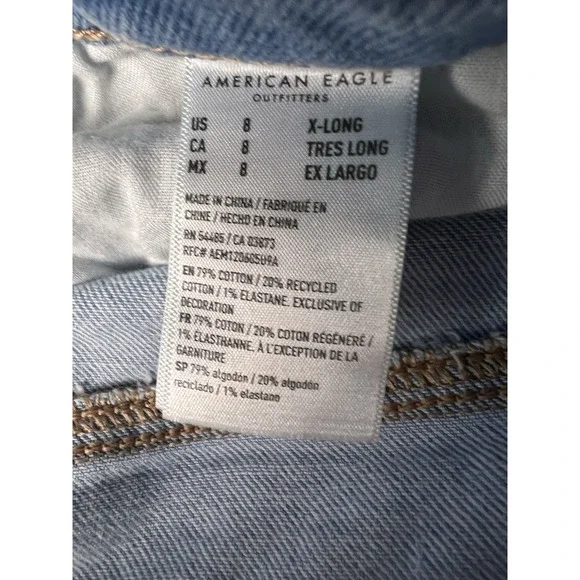 AMERICAN EAGLE
OUTFITTERS
US 8 X-LONG
CA 8 TRES LONG
MX 8 EX LARGO
MADE IN CHINA / FABRIQUÉ EN
CHINE / HECHO EN CHINA
RN 54485 / CA 03873
RFC# AEM120605U9A
EN 79% COTTON / 20% RECYCLED
COTTON / 1% ELASTANE. EXCLUSIVE OF
DECORATION
FR 79% COTON / 20% COTON RÉGÉNÉRÉ /
1% ÉLASTHANNE. À L'EXCEPTION DE LA
GARNITURE
SP 79% algodón / 20% algodón
reciclado / 1% elastano